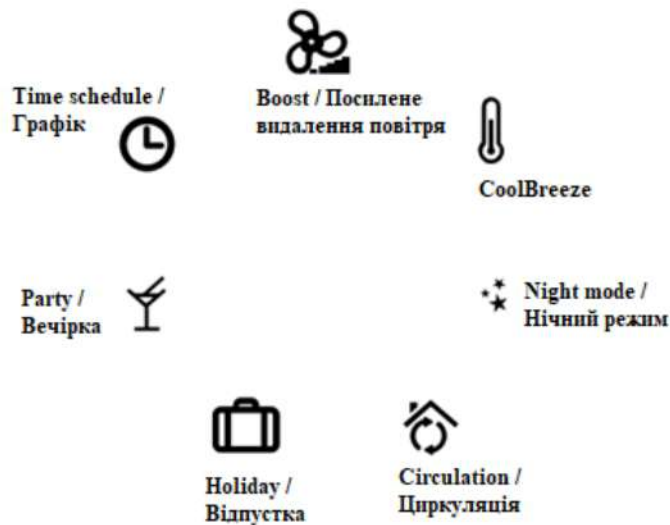 Time schedule /
Графік
Boost / Посилене
видалення повітря
CoolBreeze
Party /
Вечірка
Night mode /
Нічний режим
Holiday /
Відпустка
Circulation /
Циркуляція